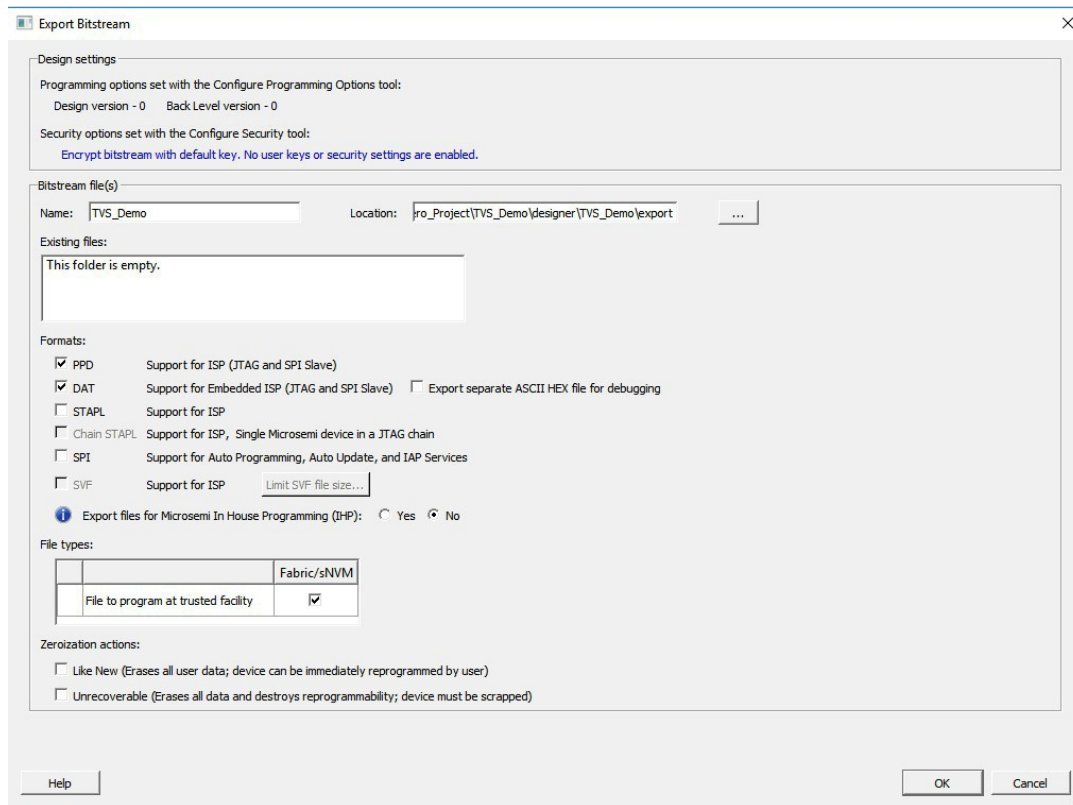 Export Bitstream
Design settings
Programming options set with the Configure Programming Options tool:
Design version - 0 Back Level version - 0
Security options set with the Configure Security tool:
Encrypt bitstream with default key. No user keys or security settings are enabled.
Bitstream file(s)
Name: TVS_Demo Location: ro_Project\TVS_Demo\designer\TVS_Demo\export ...
Existing files:
This folder is empty.
Formats:
PPD Support for ISP (JTAG and SPI Slave)
DAT Support for Embedded ISP (JTAG and SPI Slave) Export separate ASCII HEX file for debugging
STAPL Support for ISP
Chain STAPL Support for ISP, Single Microsemi device in a JTAG chain
SPI Support for Auto Programming, Auto Update, and IAP Services
SVF Support for ISP Limit SVF file size...
Export files for Microsemi In House Programming (IHP): Yes No
File types:
Fabric/sNVM
File to program at trusted facility
Zeroization actions:
Like New (Erases all user data; device can be immediately reprogrammed by user)
Unrecoverable (Erases all data and destroys reprogrammability; device must be scrapped)
Help OK Cancel